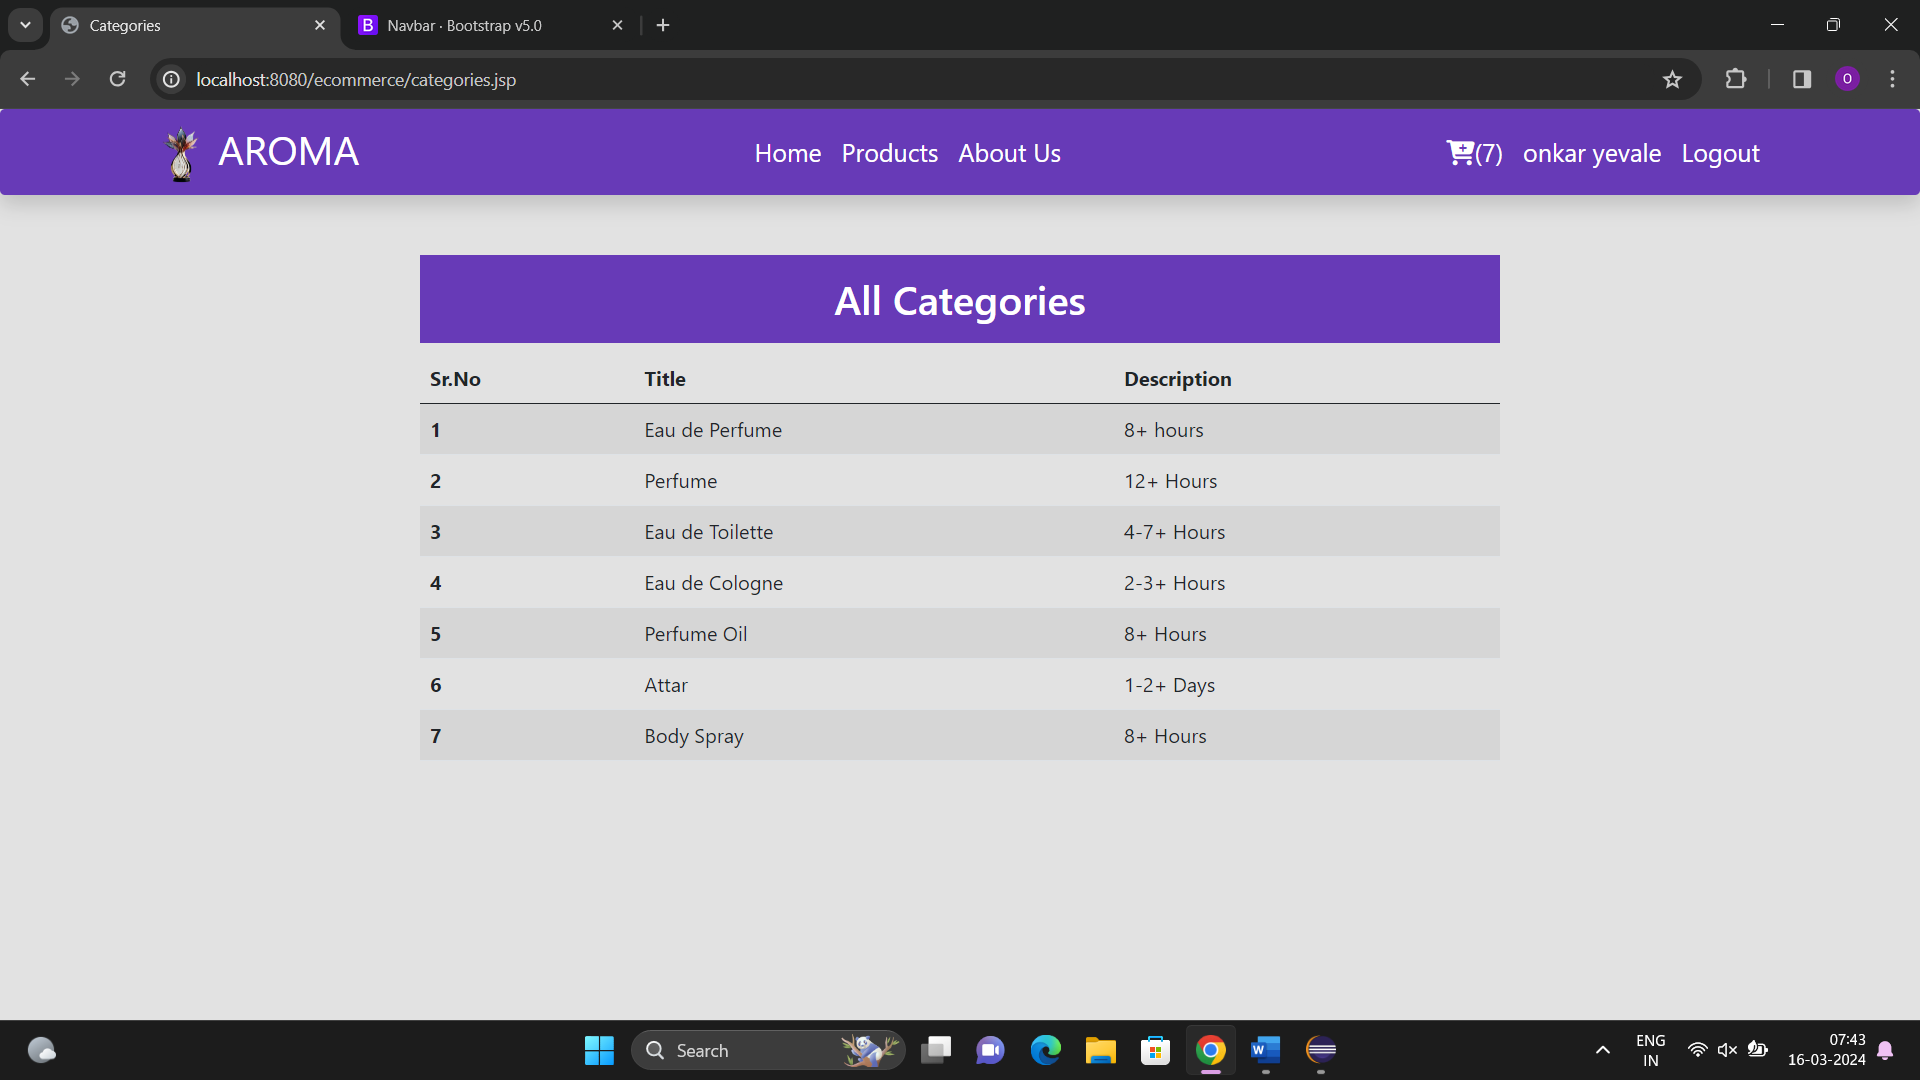 Categories
B Navbar · Bootstrap v5.0
localhost:8080/ecommerce/categories.jsp
O
AROMA Home Products About Us (7) onkar yevale Logout
All Categories
Sr.No Title Description
1 Eau de Perfume 8+ hours
2 Perfume 12+ Hours
3 Eau de Toilette 4-7+ Hours
4 Eau de Cologne 2-3+ Hours
5 Perfume Oil 8+ Hours
6 Attar 1-2+ Days
7 Body Spray 8+ Hours
Search
W
ENG
IN
07:43
16-03-2024